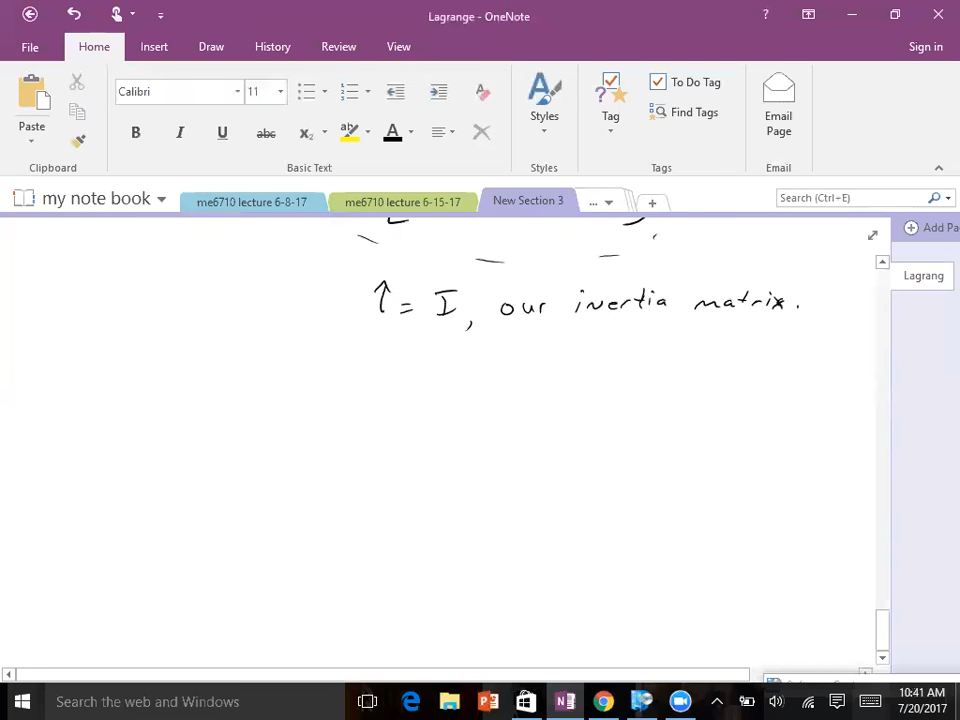 Lagrange - OneNote
?
File
Home
Insert
Draw
History
Review
View
Sign in
Paste
Calibri
11
B I U abc x₂ A
Styles
Tag
To Do Tag
Find Tags
Email Page
Clipboard
Basic Text
Styles
Tags
Email
my note book
me6710 lecture 6-8-17
me6710 lecture 6-15-17
New Section 3
...
Search (Ctrl+E)
Add Pa
Lagrang
↑ = I, our inertia matrix.
Search the web and Windows
10:41 AM
7/20/2017